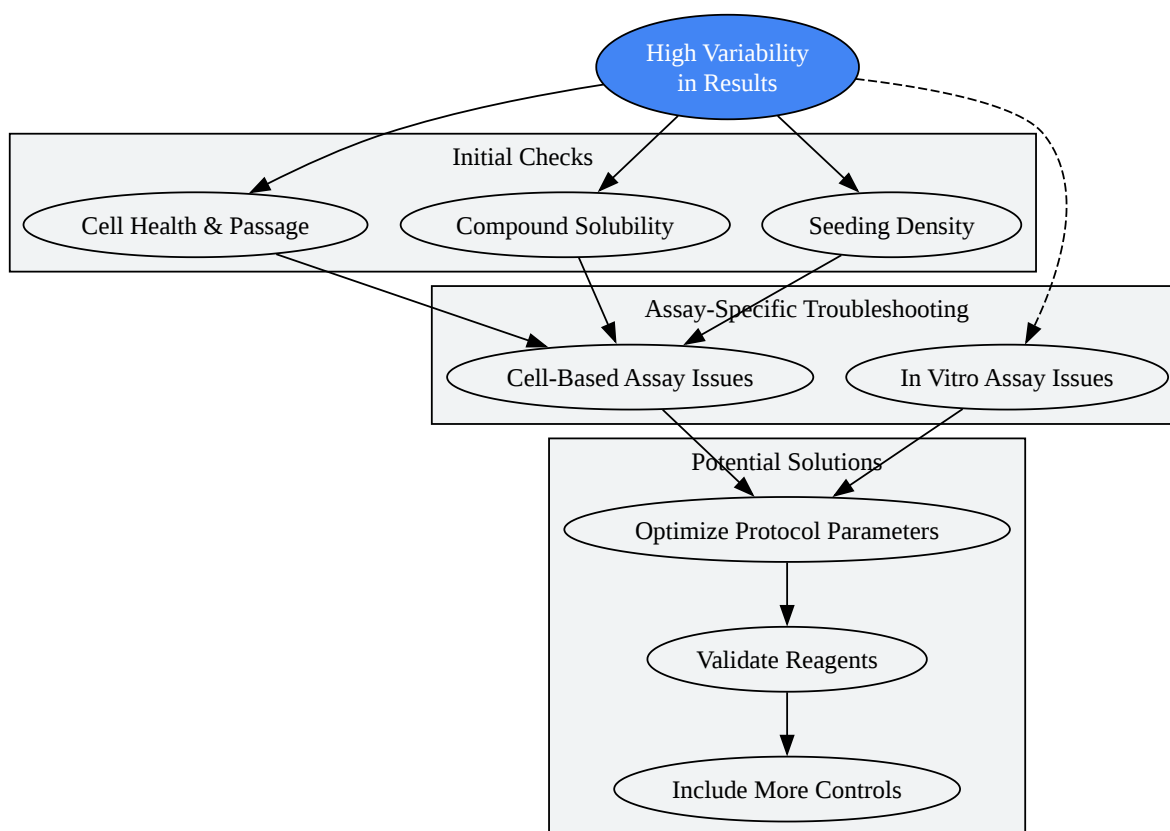 High Variability
in Results
Initial Checks
Cell Health & Passage
Compound Solubility
Seeding Density
Assay-Specific Troubleshooting
Cell-Based Assay Issues
In Vitro Assay Issues
Potential Solutions
Optimize Protocol Parameters
Validate Reagents
Include More Controls